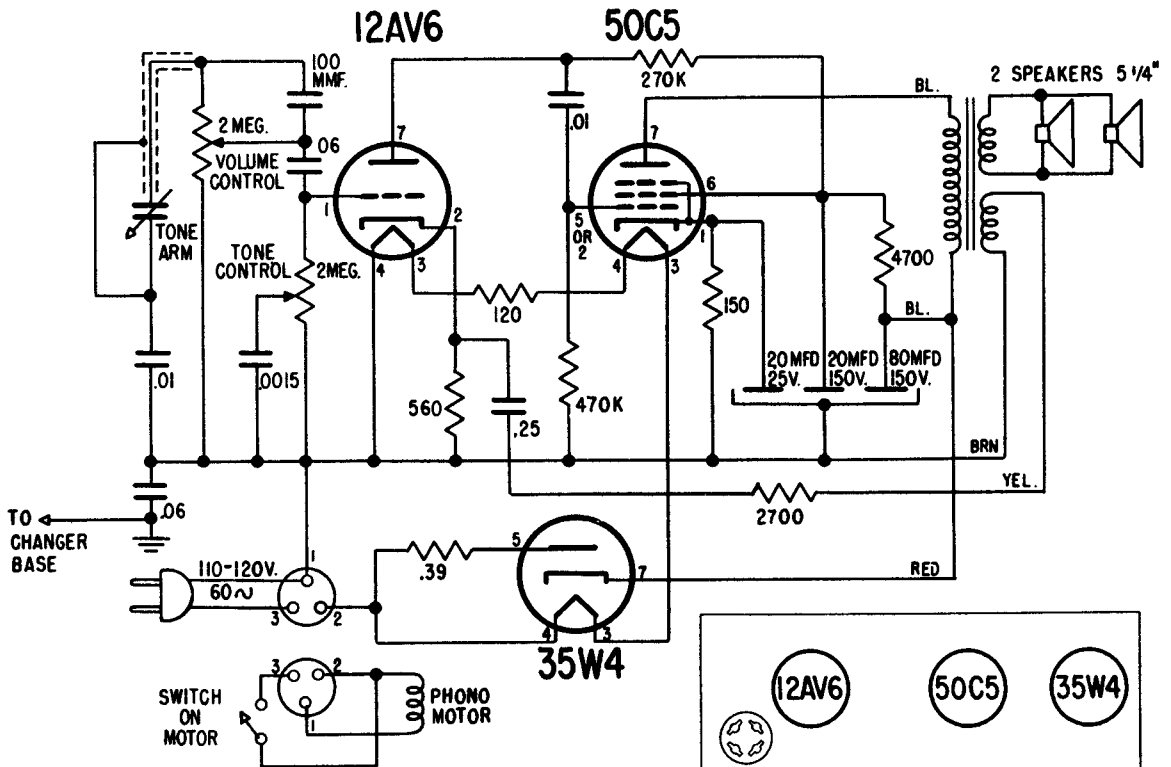 12AV6
50C5
100
MMF.
270K
2 SPEAKERS 5 1/4"
BL.
.01
7
7
2 MEG.
VOLUME
CONTROL
.06
1
2
6
5
OR
2
1
TONE
ARM
TONE
CONTROL
2MEG.
4
3
4
3
4700
120
150
BL.
.01
.0015
560
.25
470K
20MFD
25V.
20MFD
150V.
80MFD
150V.
BRN
YEL.
2700
.06
TO
CHANGER
BASE
110-120V.
60~
1
3
2
.39
5
7
RED
4
3
35W4
3
2
1
SWITCH
ON
MOTOR
PHONO
MOTOR
12AV6
50C5
35W4